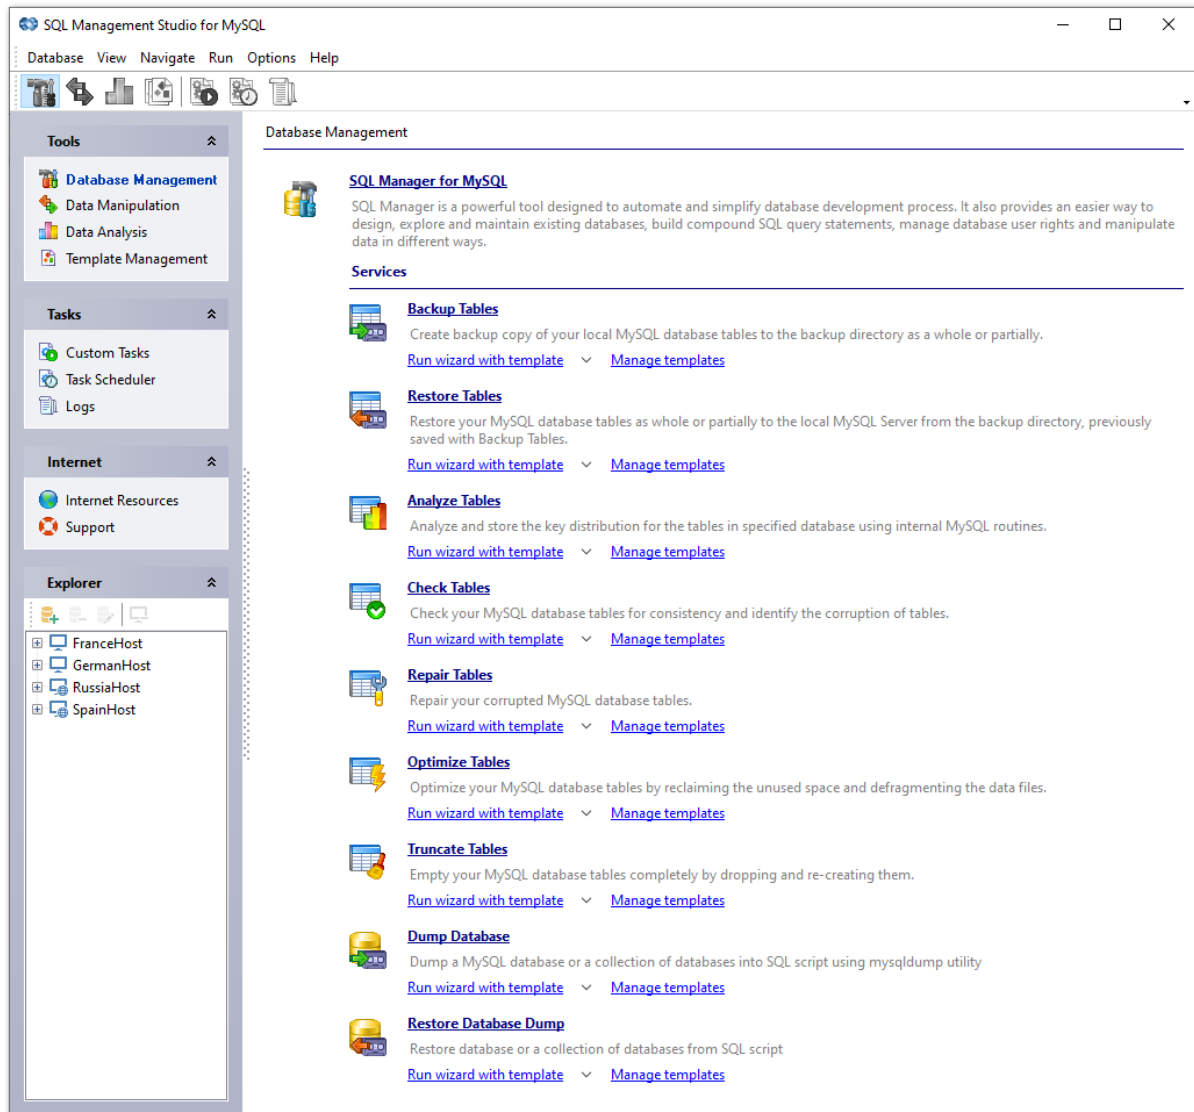 SQL Management Studio for MySQL
Database View Navigate Run Options Help
Tools
Database Management
Data Manipulation
Data Analysis
Template Management
Tasks
Custom Tasks
Task Scheduler
Logs
Internet
Internet Resources
Support
Explorer
FranceHost
GermanHost
RussiaHost
SpainHost
Database Management
SQL Manager for MySQL
SQL Manager is a powerful tool designed to automate and simplify database development process. It also provides an easier way to
design, explore and maintain existing databases, build compound SQL query statements, manage database user rights and manipulate
data in different ways.
Services
Backup Tables
Create backup copy of your local MySQL database tables to the backup directory as a whole or partially.
Run wizard with template Manage templates
Restore Tables
Restore your MySQL database tables as whole or partially to the local MySQL Server from the backup directory, previously
saved with Backup Tables.
Run wizard with template Manage templates
Analyze Tables
Analyze and store the key distribution for the tables in specified database using internal MySQL routines.
Run wizard with template Manage templates
Check Tables
Check your MySQL database tables for consistency and identify the corruption of tables.
Run wizard with template Manage templates
Repair Tables
Repair your corrupted MySQL database tables.
Run wizard with template Manage templates
Optimize Tables
Optimize your MySQL database tables by reclaiming the unused space and defragmenting the data files.
Run wizard with template Manage templates
Truncate Tables
Empty your MySQL database tables completely by dropping and re-creating them.
Run wizard with template Manage templates
Dump Database
Dump a MySQL database or a collection of databases into SQL script using mysqldump utility
Run wizard with template Manage templates
Restore Database Dump
Restore database or a collection of databases from SQL script
Run wizard with template Manage templates